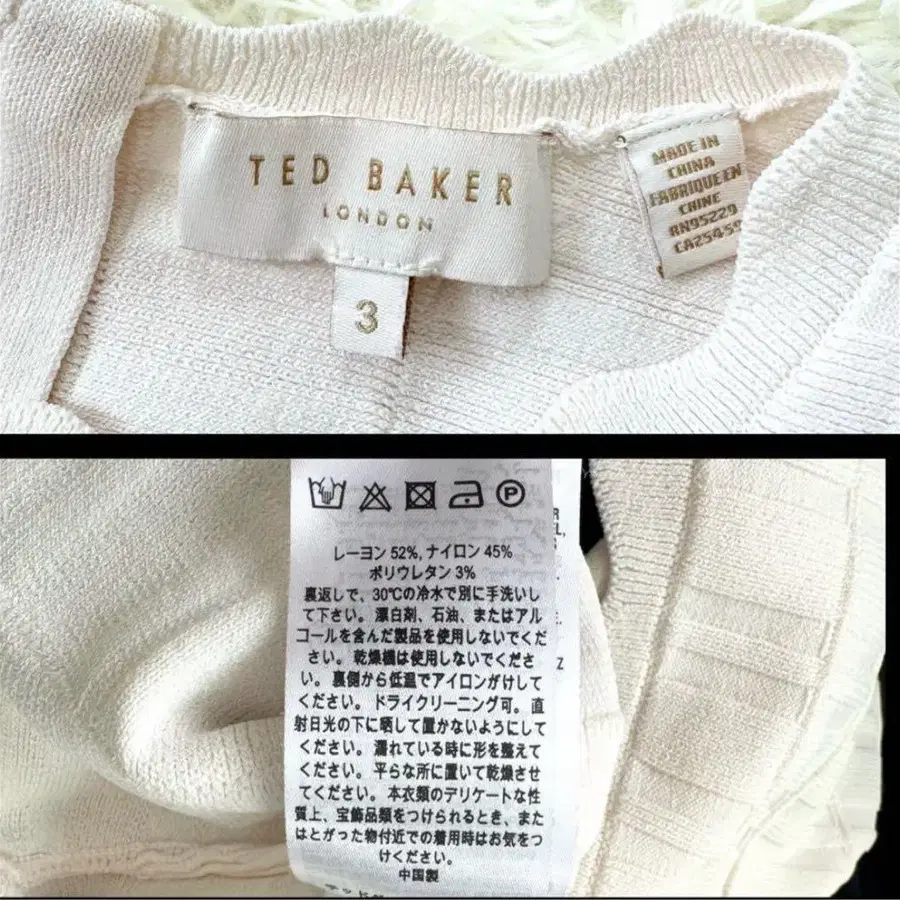 TED BAKER
LONDON
3
MADE IN
CHINA
FABRIQUE EN
CHINE
RN95229
CA25459
P
レーヨン 52%, ナイロン 45%
ポリウレタン 3%
裏返しで、30℃の冷水で別に手洗いし
て下さい。漂白剤、石油、またはアル
コールを含んだ製品を使用しないでくだ
さい。乾燥機は使用しないでくださ
い。裏側から低温でアイロンがけして
ください。ドライクリーニング可。直
射日光の下に晒して置かないようにして
ください。濡れている時に形を整えて
ください。平らな所に置いて乾燥させ
てください。本衣類のデリケートな性
質上、宝飾品類をつけられるとき、また
はとがった物付近での着用時はお気をつ
けください。
中国製